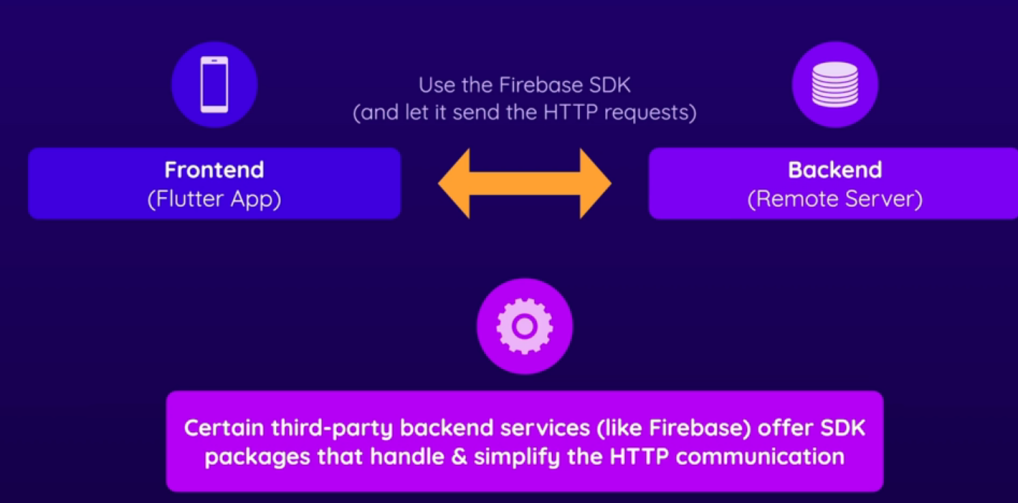 Use the Firebase SDK
(and let it send the HTTP requests)
Frontend
(Flutter App)
Backend
(Remote Server)
Certain third-party backend services (like Firebase) offer SDK
packages that handle & simplify the HTTP communication